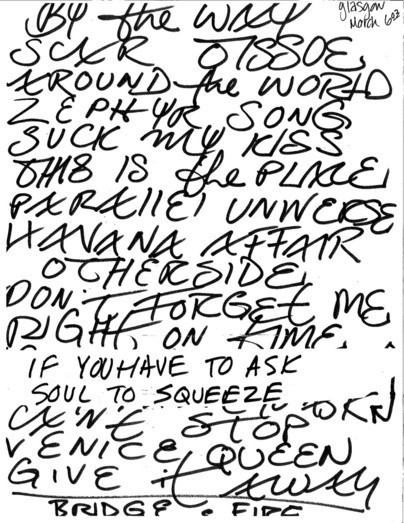 glasgow
March 6 03
BY the WAY
SCAR TISSUE
AROUND the WORLD
ZEPHYR SONG
SUCK MY KISS
THIS IS the PLACE
PARAllEl UNIVERSE
HAVANA AFFAIR
OTHERSIDE
DON'T FORGET ME
RIGHT ON TIME
IF YOU HAVE TO ASK
SOUL TO SQUEEZE
CAN'T STOP
VENICE QUEEN
GIVE it AWAY
BRIDGE • FIRE